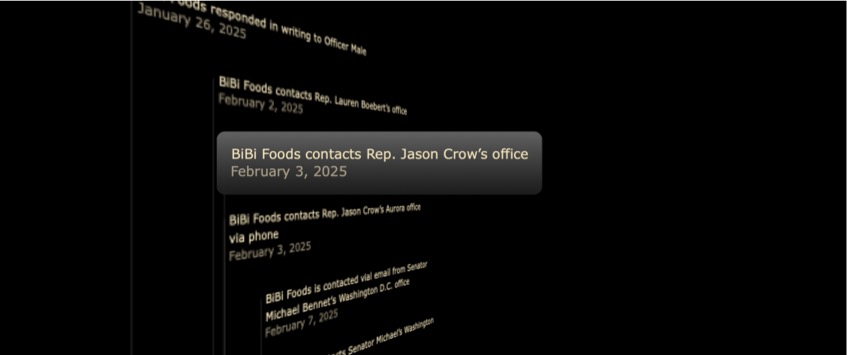 Foods responded in writing to Officer Male
January 26, 2025
BiBi Foods contacts Rep. Lauren Boebert's office
February 2, 2025
BiBi Foods contacts Rep. Jason Crow’s office
February 3, 2025
BiBi Foods contacts Rep. Jason Crow's Aurora office
via phone
February 3, 2025
BiBi Foods is contacted vial email from Senator
Michael Bennet's Washington D.C. office
February 7, 2025
Senator Michael's Washington